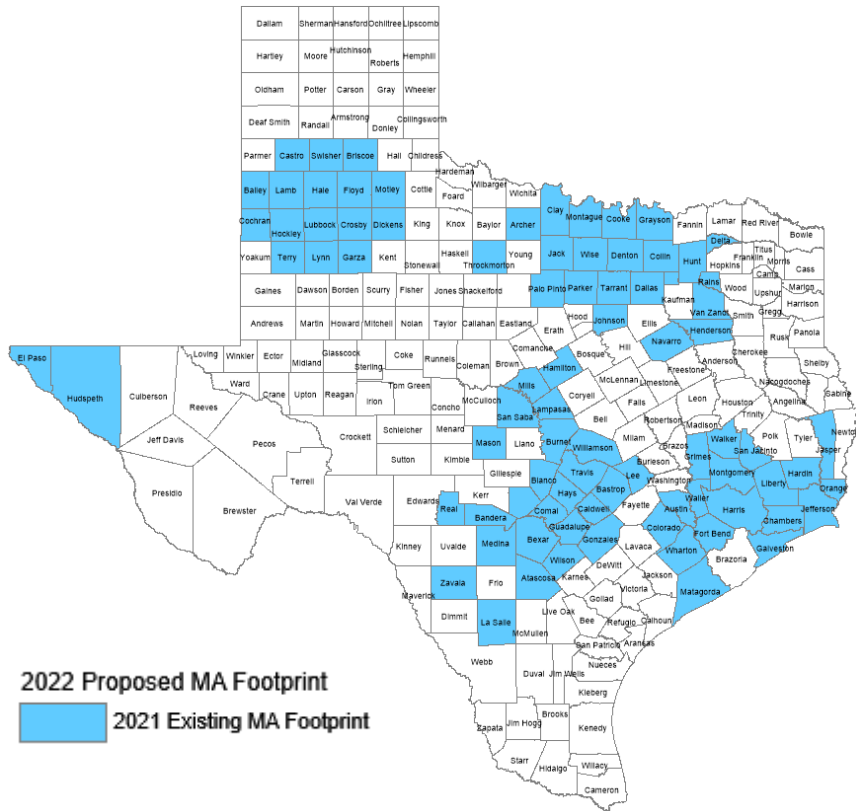 Dallam Sherman Hansford Ochiltree Lipscomb
Hartley Moore Hutchinson Roberts Hemphill
Oldham Potter Carson Gray Wheeler
Deaf Smith Randall Armstrong Donley Collingsworth
Parmer Castro Swisher Briscoe Hall Childress
Hardeman
Bailey Lamb Hale Floyd Motley Cottle Foard Wilbarger Wichita
Clay Montague Cooke Grayson Fannin Lamar Red River Bowie
Cochran Hockley Lubbock Crosby Dickens King Knox Baylor Archer
Delta Titus Morris Cass
Yoakum Terry Lynn Garza Kent Stonewall Haskell Throckmorton Young Jack Wise Denton Collin Hunt Hopkins Franklin Camp
Rains Wood Upshur Marion
Gaines Dawson Borden Scurry Fisher Jones Shackelford Palo Pinto Parker Tarrant Dallas Kaufman Van Zandt Smith Gregg Harrison
Andrews Martin Howard Mitchell Nolan Taylor Callahan Eastland Erath Hood Johnson Ellis Henderson Rusk Panola
Navarro Cherokee
El Paso Hudspeth Culberson Loving Winkler Ector Midland Glasscock Sterling Coke Runnels Coleman Brown Comanche Hamilton Bosque Hill Freestone Anderson Shelby
Ward Crane Upton Reagan Irion Tom Green Concho McCulloch Mills Coryell McLennan Limestone Leon Houston Nacogdoches Angelina Sabine
Reeves San Saba Lampasas Bell Falls Robertson Madison Trinity
Jeff Davis Pecos Crockett Schleicher Menard Mason Llano Burnet Williamson Milam Brazos Walker Polk Tyler Newton
Sutton Kimble Burleson Grimes San Jacinto Jasper
Presidio Brewster Terrell Gillespie Blanco Travis Lee Washington Montgomery Liberty Hardin
Val Verde Edwards Kerr Hays Bastrop Waller Orange
Real Bandera Comal Caldwell Fayette Austin Harris Chambers Jefferson
Kinney Uvalde Medina Bexar Guadalupe Gonzales Colorado Fort Bend Galveston
Wilson Lavaca Wharton Brazoria
Maverick Zavala Frio Atascosa Karnes DeWitt Jackson Matagorda
Dimmit La Salle McMullen Live Oak Bee Goliad Victoria Calhoun
Refugio Aransas
San Patricio
Webb Duval Jim Wells Nueces
Kleberg
Zapata Jim Hogg Brooks Kenedy
Starr Hidalgo Willacy
Cameron
2022 Proposed MA Footprint
2021 Existing MA Footprint